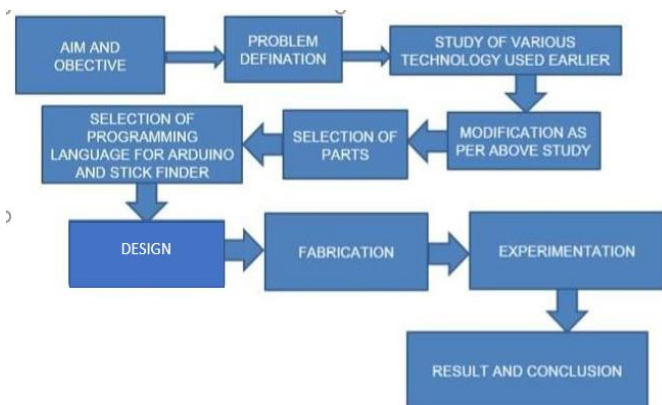 AIM AND
OBECTIVE
PROBLEM
DEFINATION
STUDY OF VARIOUS
TECHNOLOGY USED EARLIER
MODIFICATION AS
PER ABOVE STUDY
SELECTION OF
PARTS
SELECTION OF
PROGRAMMING
LANGUAGE FOR ARDUINO
AND STICK FINDER
DESIGN
FABRICATION
EXPERIMENTATION
RESULT AND CONCLUSION